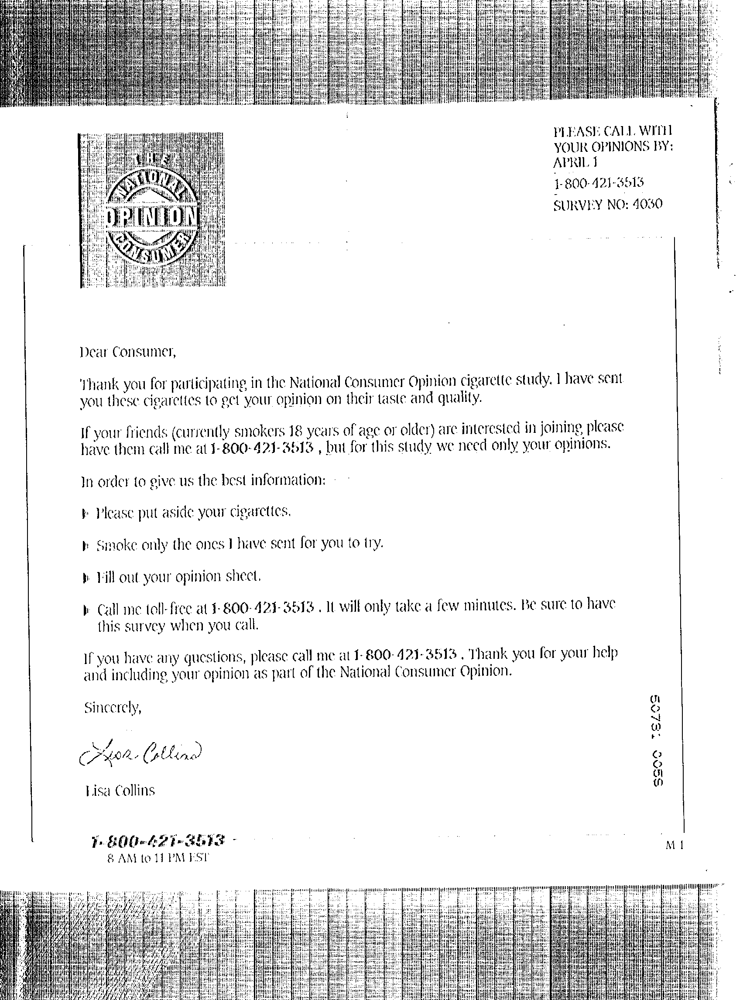 THE
NATIONAL
OPINION
CONSUMER
PLEASE CALL WITH
YOUR OPINIONS BY:
APRIL 1
1-800-421-3513
SURVEY NO: 4030
Dear Consumer,
Thank you for participating in the National Consumer Opinion cigarette study. I have sent
you these cigarettes to get your opinion on their taste and quality.
If your friends (currently smokers 18 years of age or older) are interested in joining please
have them call me at 1-800-421-3513 , but for this study we need only your opinions.
In order to give us the best information:
Please put aside your cigarettes.
Smoke only the ones I have sent for you to try.
Fill out your opinion sheet.
Call me toll-free at 1-800-421-3513 . It will only take a few minutes. Be sure to have
this survey when you call.
If you have any questions, please call me at 1-800-421-3513 . Thank you for your help
and including your opinion as part of the National Consumer Opinion.
Sincerely,
Lisa Collins
Lisa Collins
50731 0055
1-800-421-3513
8 AM to 11 PM EST
M 1